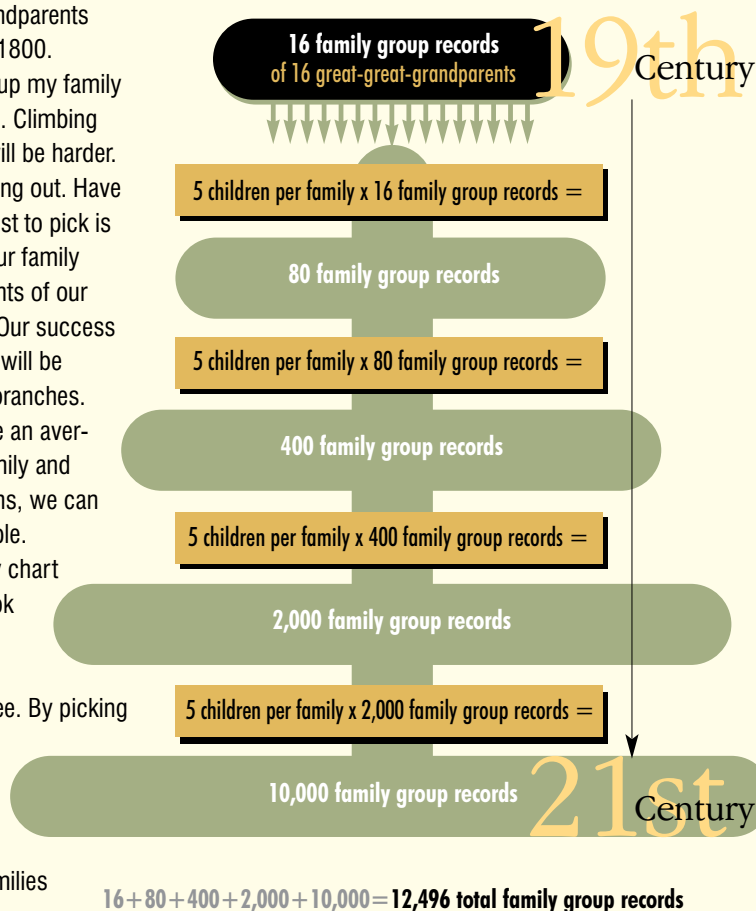 ndparents
1800.
up my family
. Climbing
ill be harder.
ing out. Have
st to pick is
ur family
nts of our
Our success
will be
branches.
e an aver-
nily and
ns, we can
ple.
chart
ok
ee. By picking
milies
16 family group records
of 16 great-great-grandparents
19th Century
5 children per family x 16 family group records =
80 family group records
5 children per family x 80 family group records =
400 family group records
5 children per family x 400 family group records =
2,000 family group records
5 children per family x 2,000 family group records =
10,000 family group records
21st Century
16+80+400+2,000+10,000=12,496 total family group records